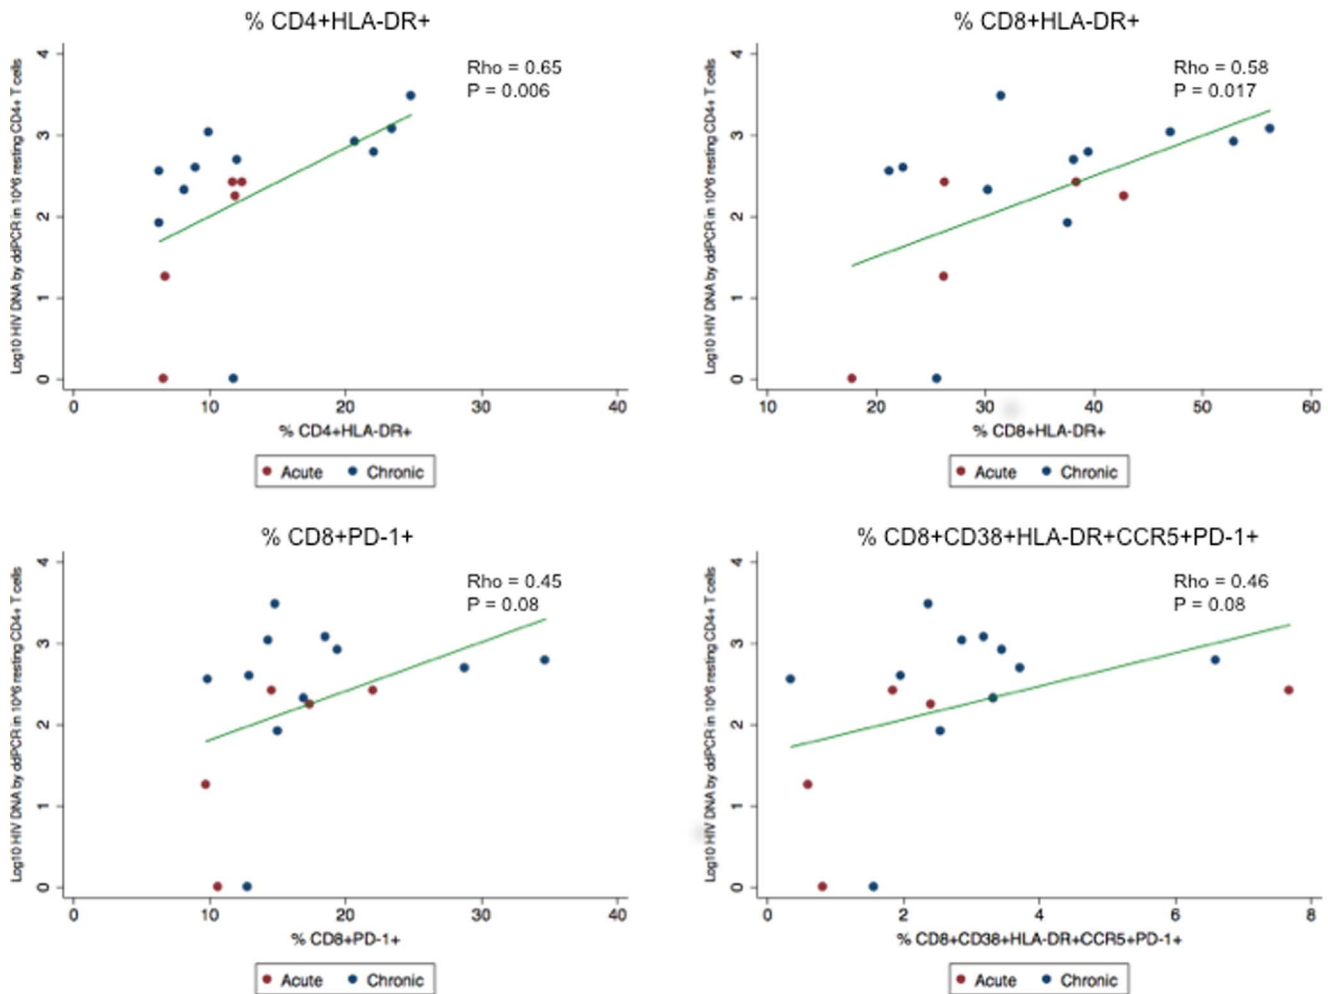 % CD4+HLA-DR+
Rho = 0.65
P = 0.006
Log10 HIV DNA by ddPCR in 10^6 resting CD4+ T cells
4
3
2
1
0
0 10 20 30 40
% CD4+HLA-DR+
Acute Chronic
% CD8+HLA-DR+
Rho = 0.58
P = 0.017
Log10 HIV DNA by ddPCR in 10^6 resting CD4+ T cells
4
3
2
1
0
10 20 30 40 50 60
% CD8+HLA-DR+
Acute Chronic
% CD8+PD-1+
Rho = 0.45
P = 0.08
Log10 HIV DNA by ddPCR in 10^6 resting CD4+ T cells
4
3
2
1
0
0 10 20 30 40
% CD8+PD-1+
Acute Chronic
% CD8+CD38+HLA-DR+CCR5+PD-1+
Rho = 0.46
P = 0.08
Log10 HIV DNA by ddPCR in 10^6 resting CD4+ T cells
4
3
2
1
0
0 2 4 6 8
% CD8+CD38+HLA-DR+CCR5+PD-1+
Acute Chronic